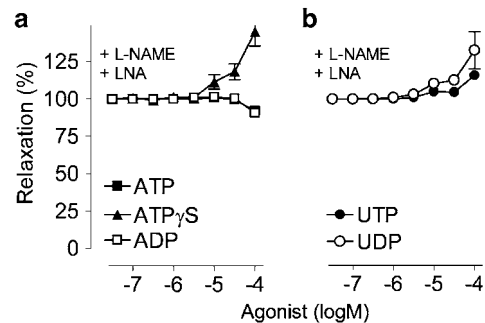 a
b
+ L-NAME
+ LNA
+ L-NAME
+ LNA
Relaxation (%)
125
100
75
50
25
0
ATP
ATPγS
ADP
UTP
UDP
-7 -6 -5 -4
-7 -6 -5 -4
Agonist (logM)